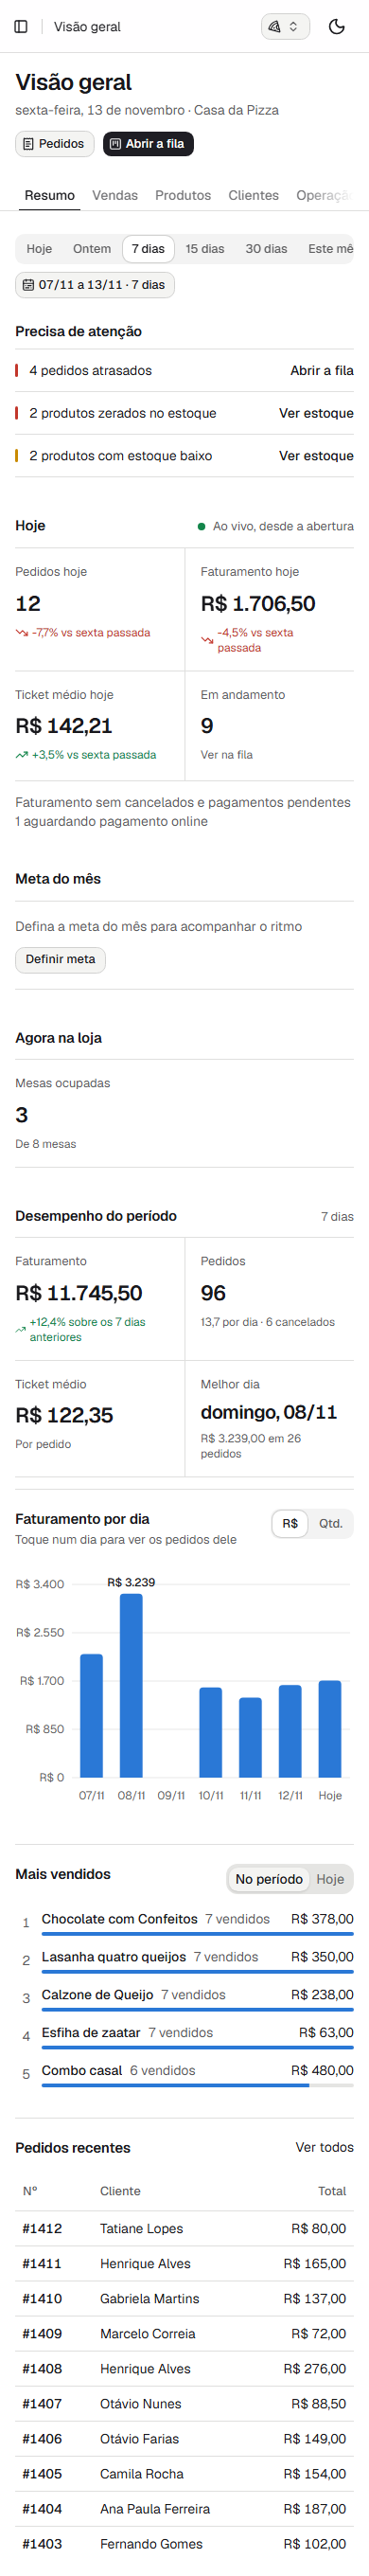 Visão geral
Visão geral
sexta-feira, 13 de novembro · Casa da Pizza
Pedidos
Abrir a fila
Resumo Vendas Produtos Clientes Operaçã
Hoje Ontem 7 dias 15 dias 30 dias Este mê
07/11 a 13/11 · 7 dias
Precisa de atenção
4 pedidos atrasados Abrir a fila
2 produtos zerados no estoque Ver estoque
2 produtos com estoque baixo Ver estoque
Hoje Ao vivo, desde a abertura
Pedidos hoje
12
-7,7% vs sexta passada
Faturamento hoje
R$ 1.706,50
-4,5% vs sexta
passada
Ticket médio hoje
R$ 142,21
+3,5% vs sexta passada
Em andamento
9
Ver na fila
Faturamento sem cancelados e pagamentos pendentes
1 aguardando pagamento online
Meta do mês
Defina a meta do mês para acompanhar o ritmo
Definir meta
Agora na loja
Mesas ocupadas
3
De 8 mesas
Desempenho do período 7 dias
Faturamento
R$ 11.745,50
+12,4% sobre os 7 dias
anteriores
Pedidos
96
13,7 por dia · 6 cancelados
Ticket médio
R$ 122,35
Por pedido
Melhor dia
domingo, 08/11
R$ 3.239,00 em 26
pedidos
Faturamento por dia
Toque num dia para ver os pedidos dele
R$ Qtd.
R$ 3.400
R$ 3.239
R$ 2.550
R$ 1.700
R$ 850
R$ 0
07/11 08/11 09/11 10/11 11/11 12/11 Hoje
Mais vendidos No período Hoje
1 Chocolate com Confeitos 7 vendidos R$ 378,00
2 Lasanha quatro queijos 7 vendidos R$ 350,00
3 Calzone de Queijo 7 vendidos R$ 238,00
4 Esfiha de zaatar 7 vendidos R$ 63,00
5 Combo casal 6 vendidos R$ 480,00
Pedidos recentes Ver todos
Nº Cliente Total
#1412 Tatiane Lopes R$ 80,00
#1411 Henrique Alves R$ 165,00
#1410 Gabriela Martins R$ 137,00
#1409 Marcelo Correia R$ 72,00
#1408 Henrique Alves R$ 276,00
#1407 Otávio Nunes R$ 88,50
#1406 Otávio Farias R$ 149,00
#1405 Camila Rocha R$ 154,00
#1404 Ana Paula Ferreira R$ 187,00
#1403 Fernando Gomes R$ 102,00